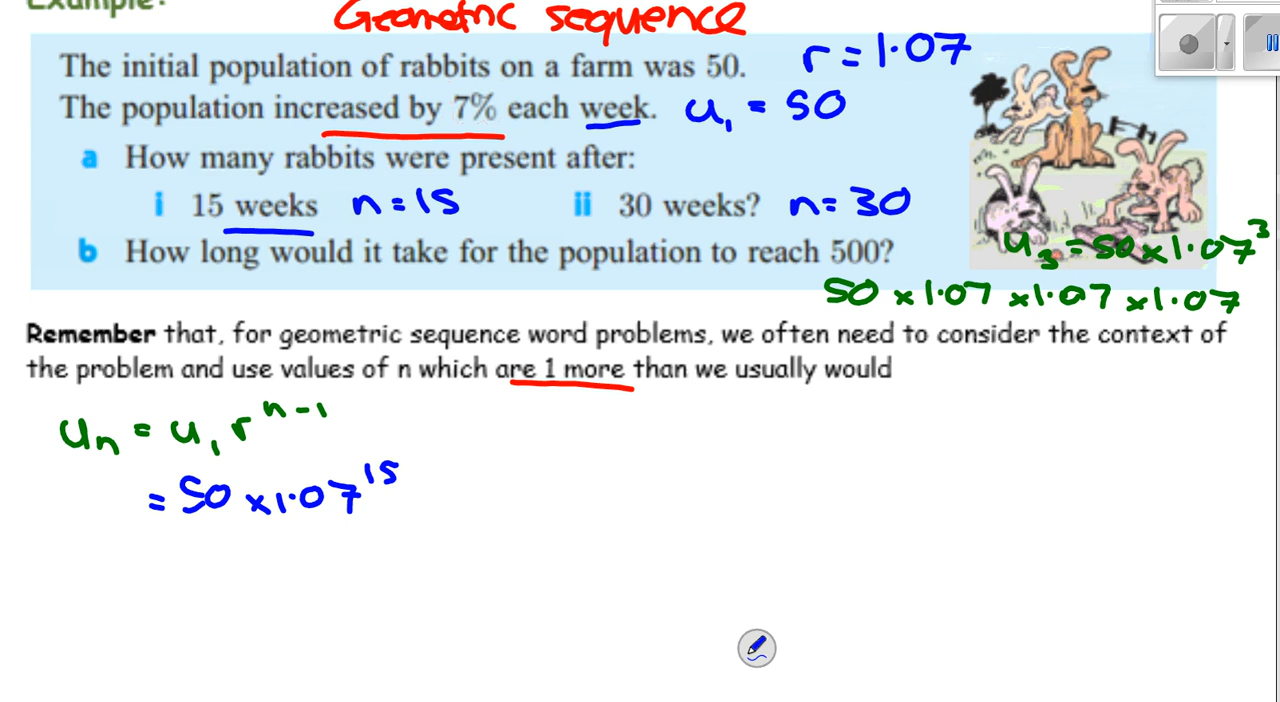 Example:
Geometric sequence
The initial population of rabbits on a farm was 50. r = 1.07
The population increased by 7% each week. u₁ = 50
a How many rabbits were present after:
i 15 weeks n = 15 ii 30 weeks? n = 30
b How long would it take for the population to reach 500?
u₃ = 50 × 1.07³
50 × 1.07 × 1.07 × 1.07
Remember that, for geometric sequence word problems, we often need to consider the context of
the problem and use values of n which are 1 more than we usually would
uₙ = u₁ r^(n-1)
= 50 × 1.07^15